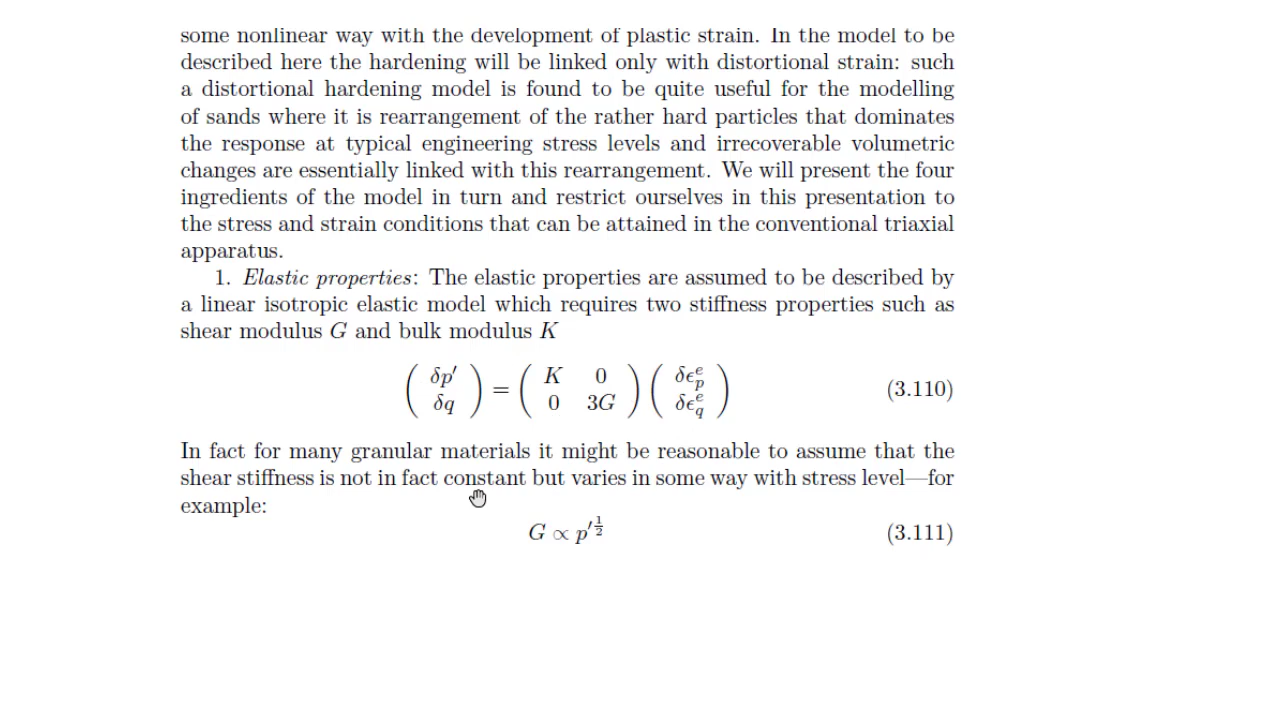 some nonlinear way with the development of plastic strain. In the model to be
described here the hardening will be linked only with distortional strain: such
a distortional hardening model is found to be quite useful for the modelling
of sands where it is rearrangement of the rather hard particles that dominates
the response at typical engineering stress levels and irrecoverable volumetric
changes are essentially linked with this rearrangement. We will present the four
ingredients of the model in turn and restrict ourselves in this presentation to
the stress and strain conditions that can be attained in the conventional triaxial
apparatus.
1. Elastic properties: The elastic properties are assumed to be described by
a linear isotropic elastic model which requires two stiffness properties such as
shear modulus G and bulk modulus K
( δp′ ; δq ) = ( K 0 ; 0 3G ) ( δϵ_p^e ; δϵ_q^e ) (3.110)
In fact for many granular materials it might be reasonable to assume that the
shear stiffness is not in fact constant but varies in some way with stress level—for
example:
G ∝ p′^{1/2} (3.111)